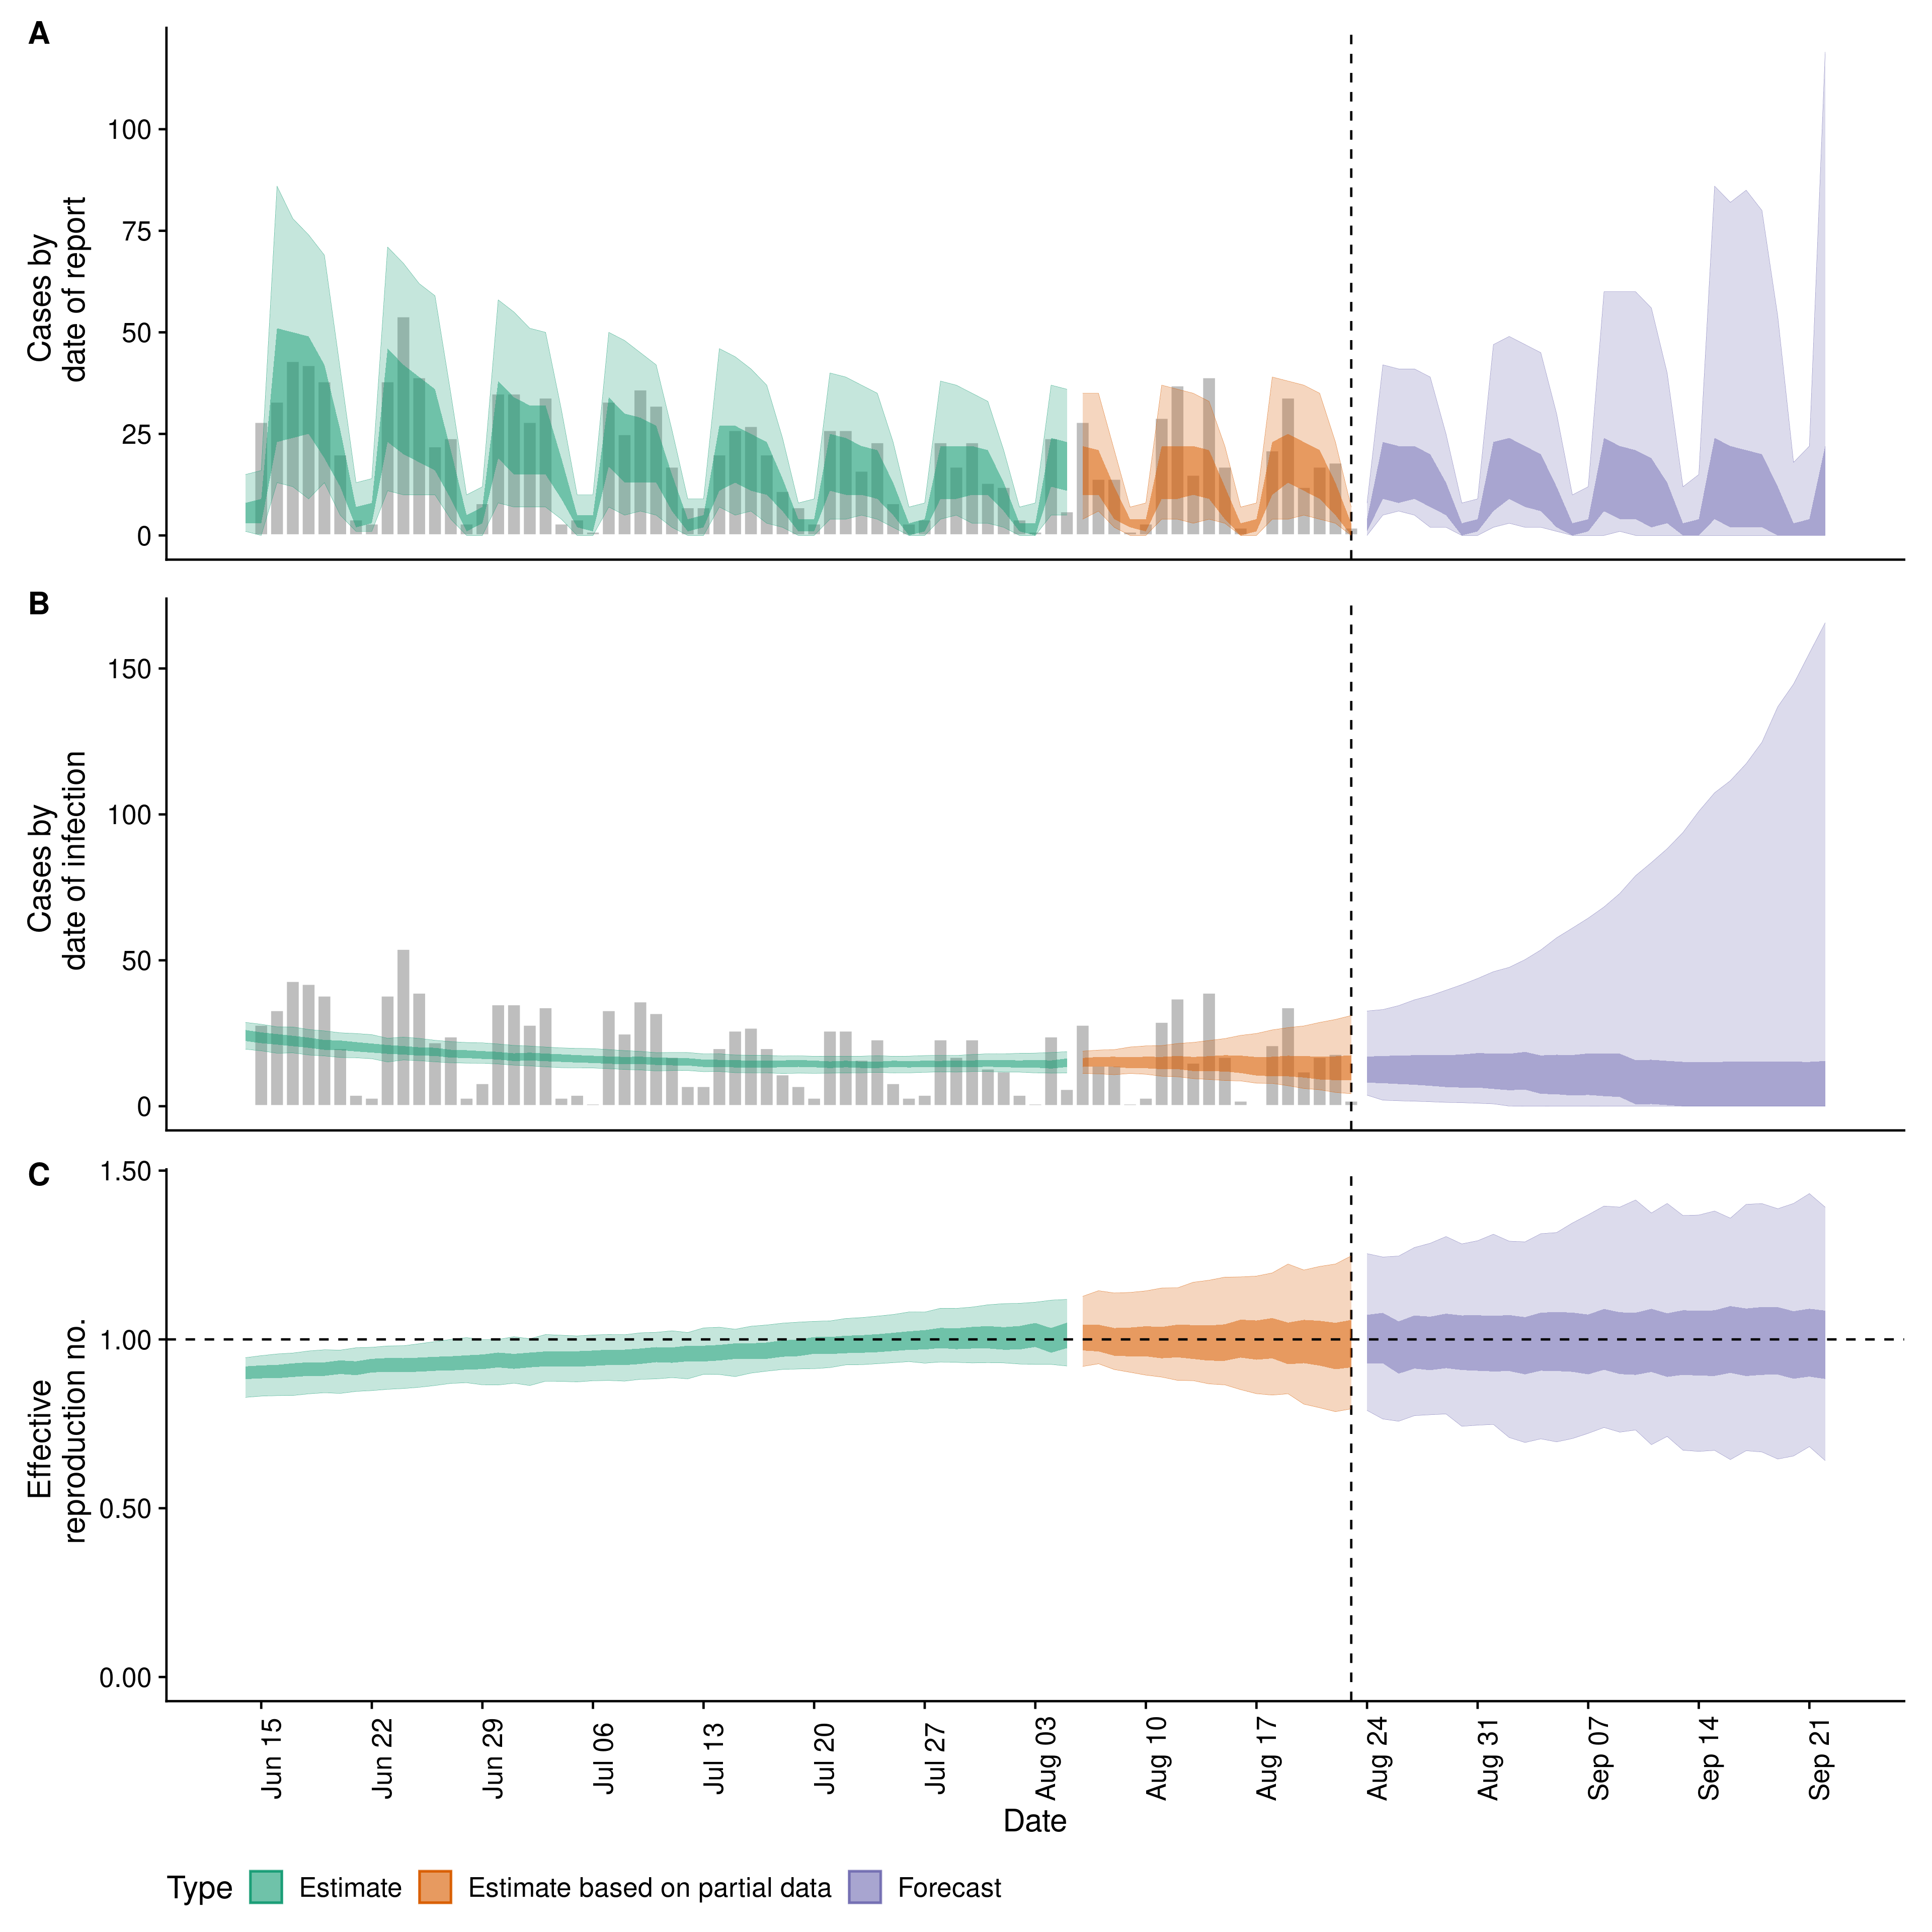 A
Cases by
date of report
100
75
50
25
0
B
Cases by
date of infection
150
100
50
0
C
Effective
reproduction no.
1.50
1.00
0.50
0.00
Jun 15
Jun 22
Jun 29
Jul 06
Jul 13
Jul 20
Jul 27
Aug 03
Aug 10
Aug 17
Aug 24
Aug 31
Sep 07
Sep 14
Sep 21
Date
Type Estimate Estimate based on partial data Forecast